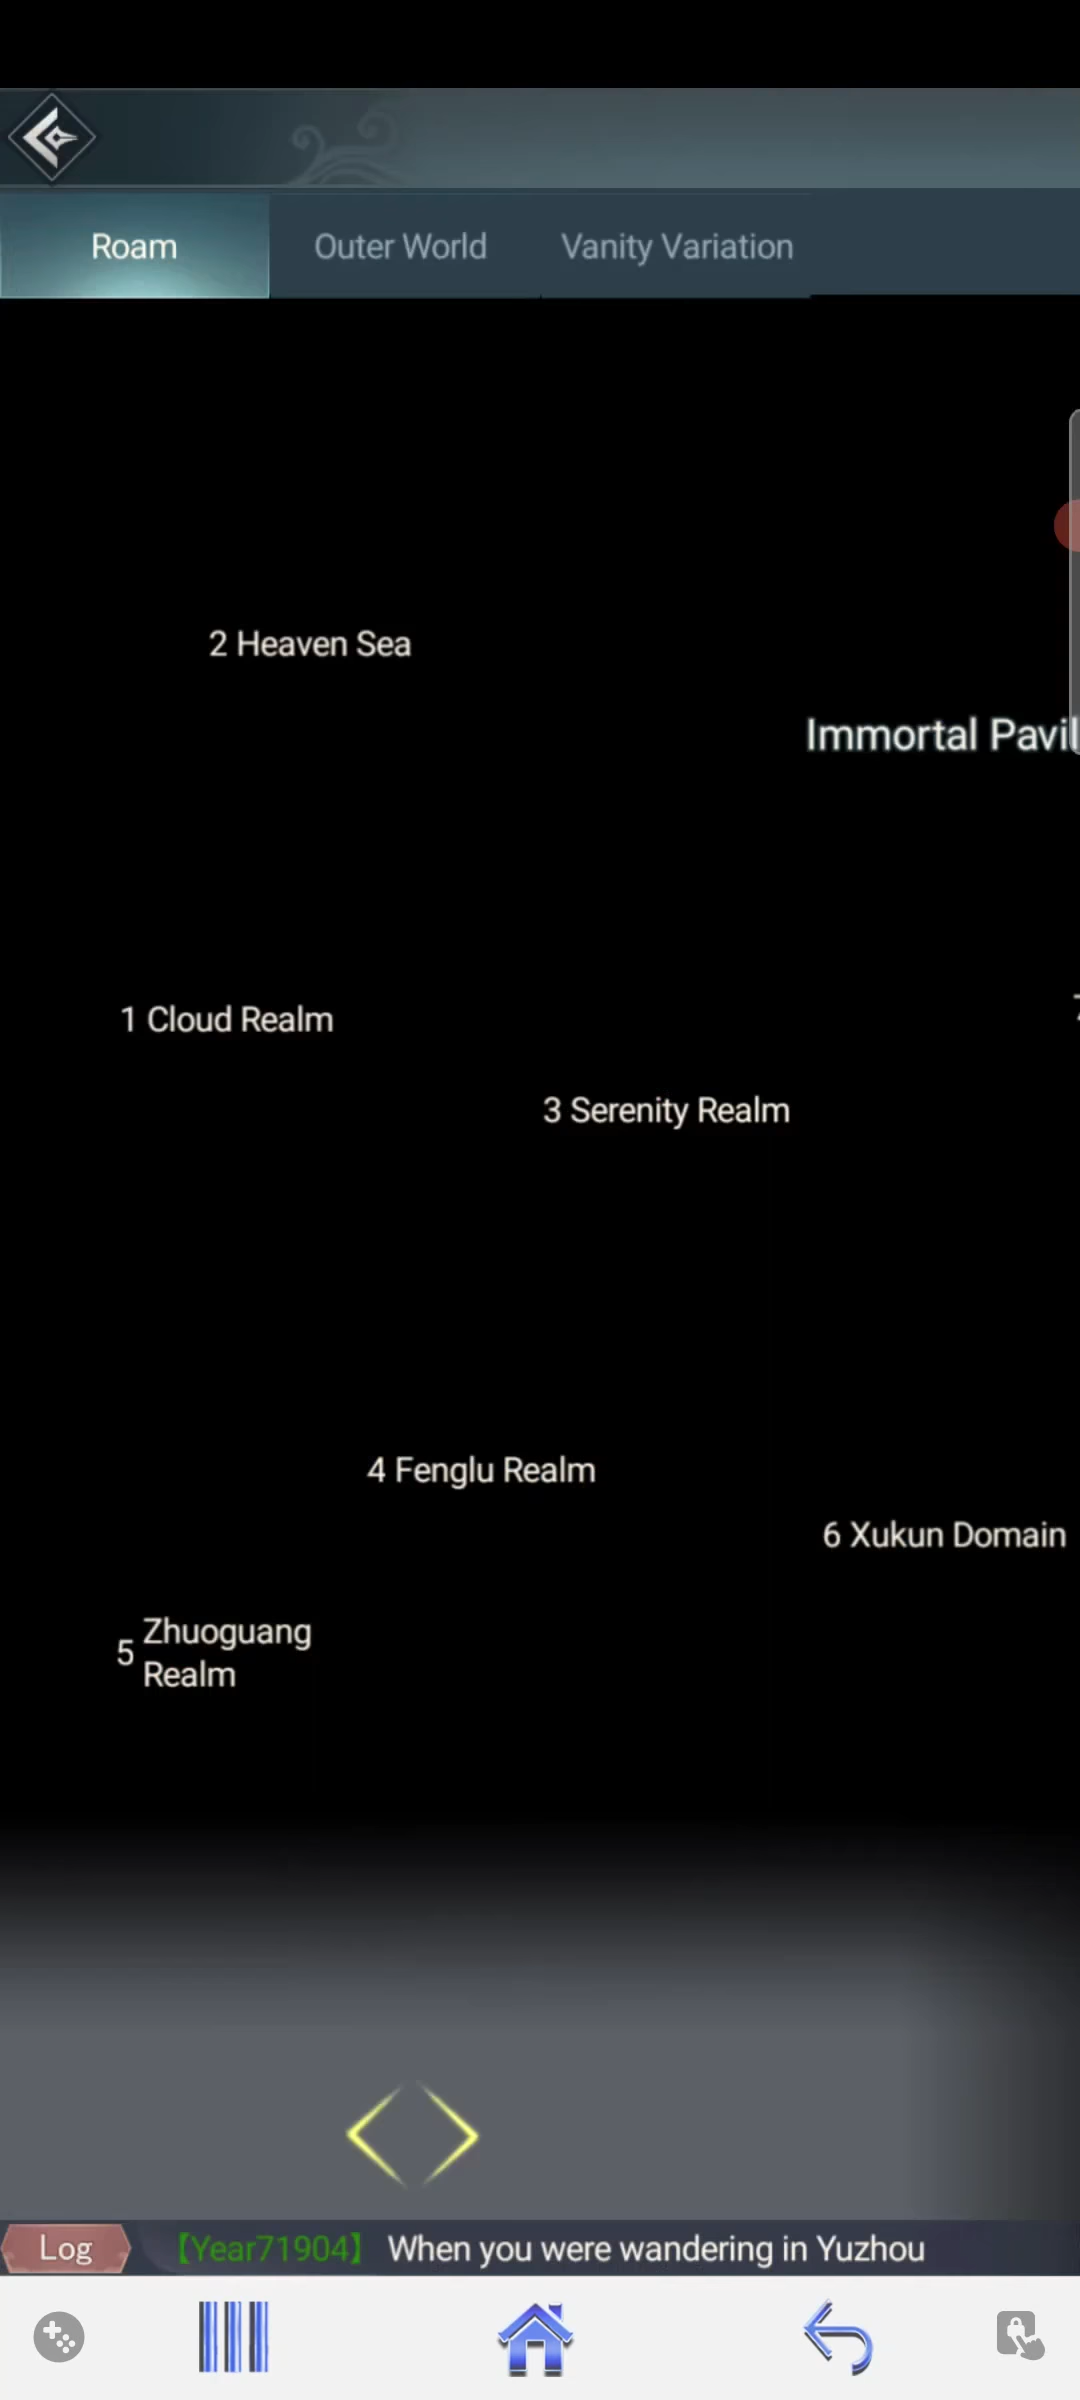 Roam
Outer World
Vanity Variation
2 Heaven Sea
Immortal
1 Cloud Realm
3 Serenity Realm
4 Fenglu Realm
6 Xukun Domain
5 Zhuoguang
Realm
Log
【Year71904】 When you were wandering in Yuzhou